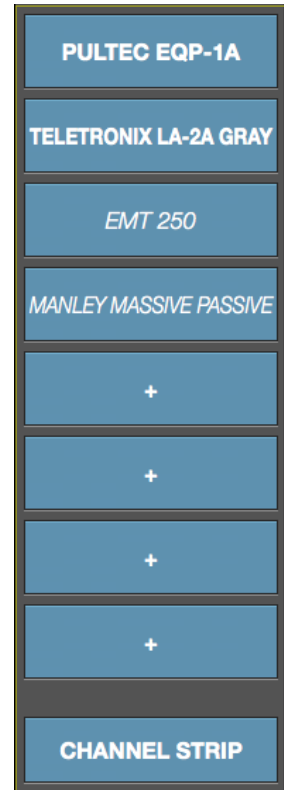 PULTEC EQP-1A
TELETRONIX LA-2A GRAY
EMT 250
MANLEY MASSIVE PASSIVE
+
+
+
+
CHANNEL STRIP